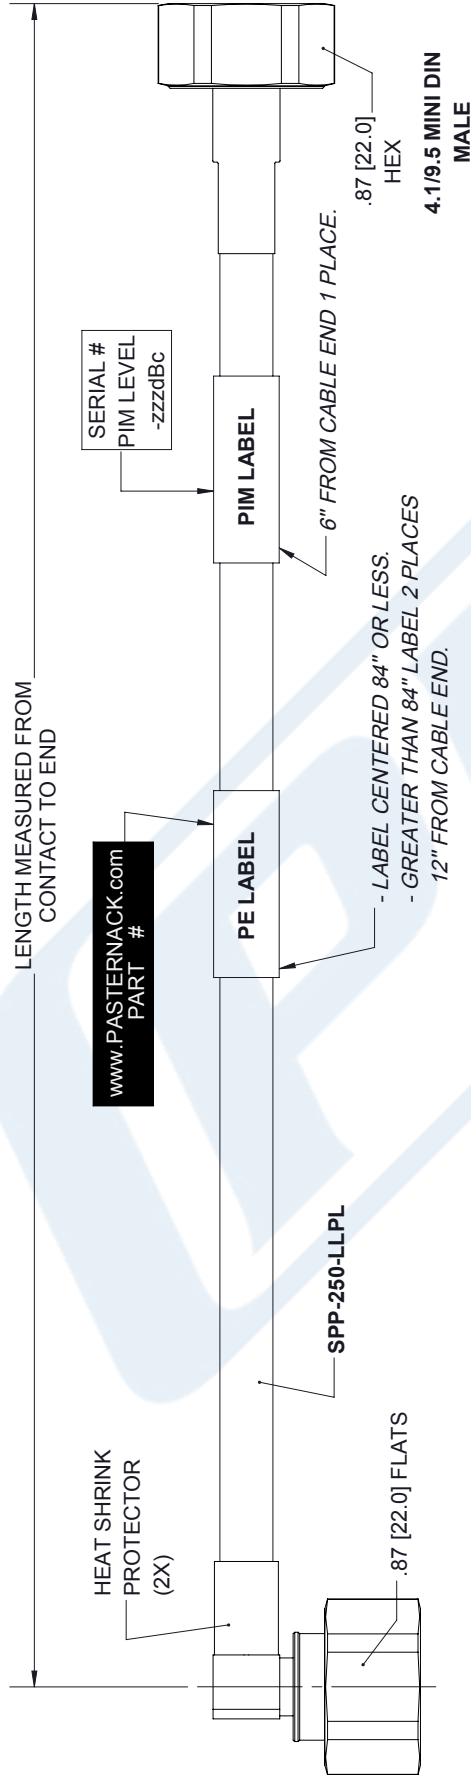 LENGTH MEASURED FROM
CONTACT TO END
HEAT SHRINK
PROTECTOR
(2X)
www.PASTERNACK.com
PART #
SERIAL #
PIM LEVEL
-zzzdBc
PE LABEL
PIM LABEL
.87 [22.0] FLATS
SPP-250-LLPL
- LABEL CENTERED 84" OR LESS.
- GREATER THAN 84" LABEL 2 PLACES
12" FROM CABLE END.
6" FROM CABLE END 1 PLACE.
.87 [22.0]
HEX
4.1/9.5 MINI DIN
MALE